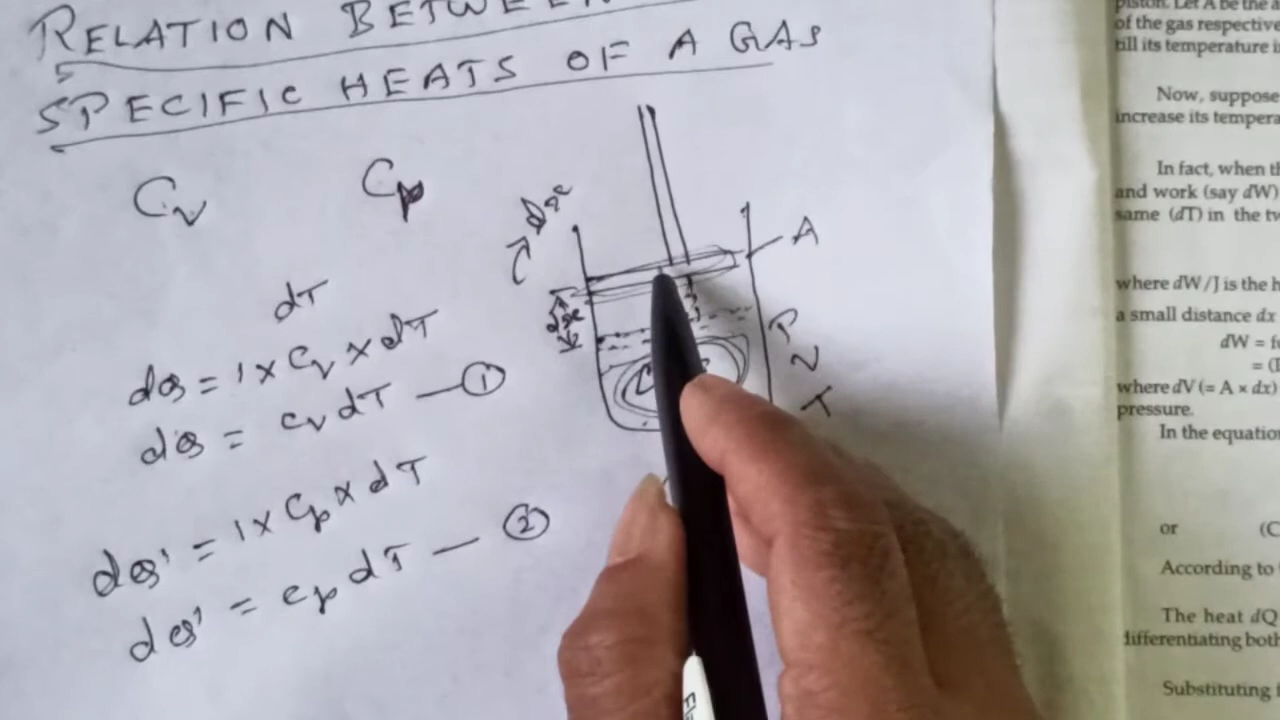 RELATION BETWEEN
SPECIFIC HEATS OF A GAS
Cv Cp
dx
A
dT
dx
P
V
T
dQ = 1 × Cv × dT
dQ = Cv dT — ①
dQ' = 1 × Cp × dT
dQ' = Cp dT — ②
piston. Let A be the a
of the gas respective
till its temperature i
Now, suppose
increase its tempera
In fact, when th
and work (say dW)
same (dT) in the tw
where dW/J is the h
a small distance dx
dW = fo
where dV (= A × dx)
pressure.
In the equation
or (C
According to
The heat dQ
differentiating both
Substituting f